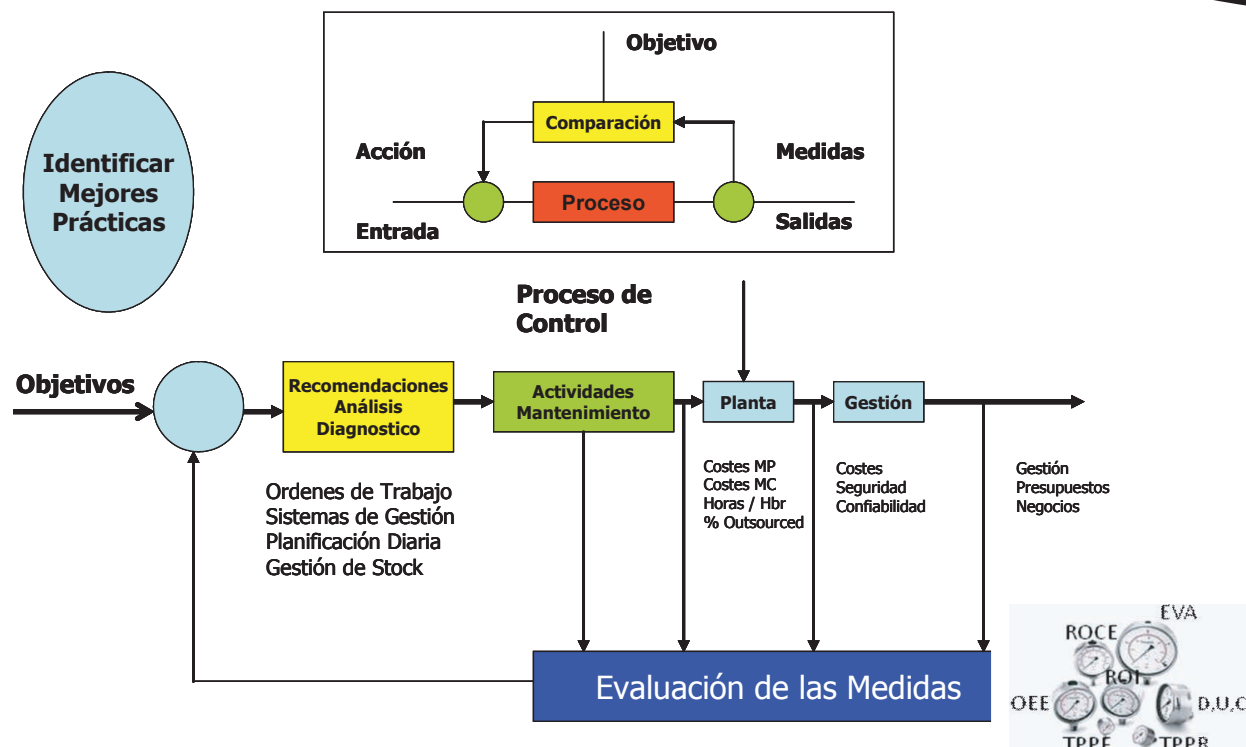 Objetivo
Comparación
Acción
Medidas
Proceso
Entrada
Salidas
Identificar
Mejores
Prácticas
Proceso de
Control
Objetivos
Recomendaciones
Análisis
Diagnostico
Actividades
Mantenimiento
Planta
Gestión
Ordenes de Trabajo
Sistemas de Gestión
Planificación Diaria
Gestión de Stock
Costes MP
Costes MC
Horas / Hbr
% Outsourced
Costes
Seguridad
Confiabilidad
Gestión
Presupuestos
Negocios
Evaluación de las Medidas
EVA
ROCE
ROI
OEE
D,U,C
TPPF
TPPR